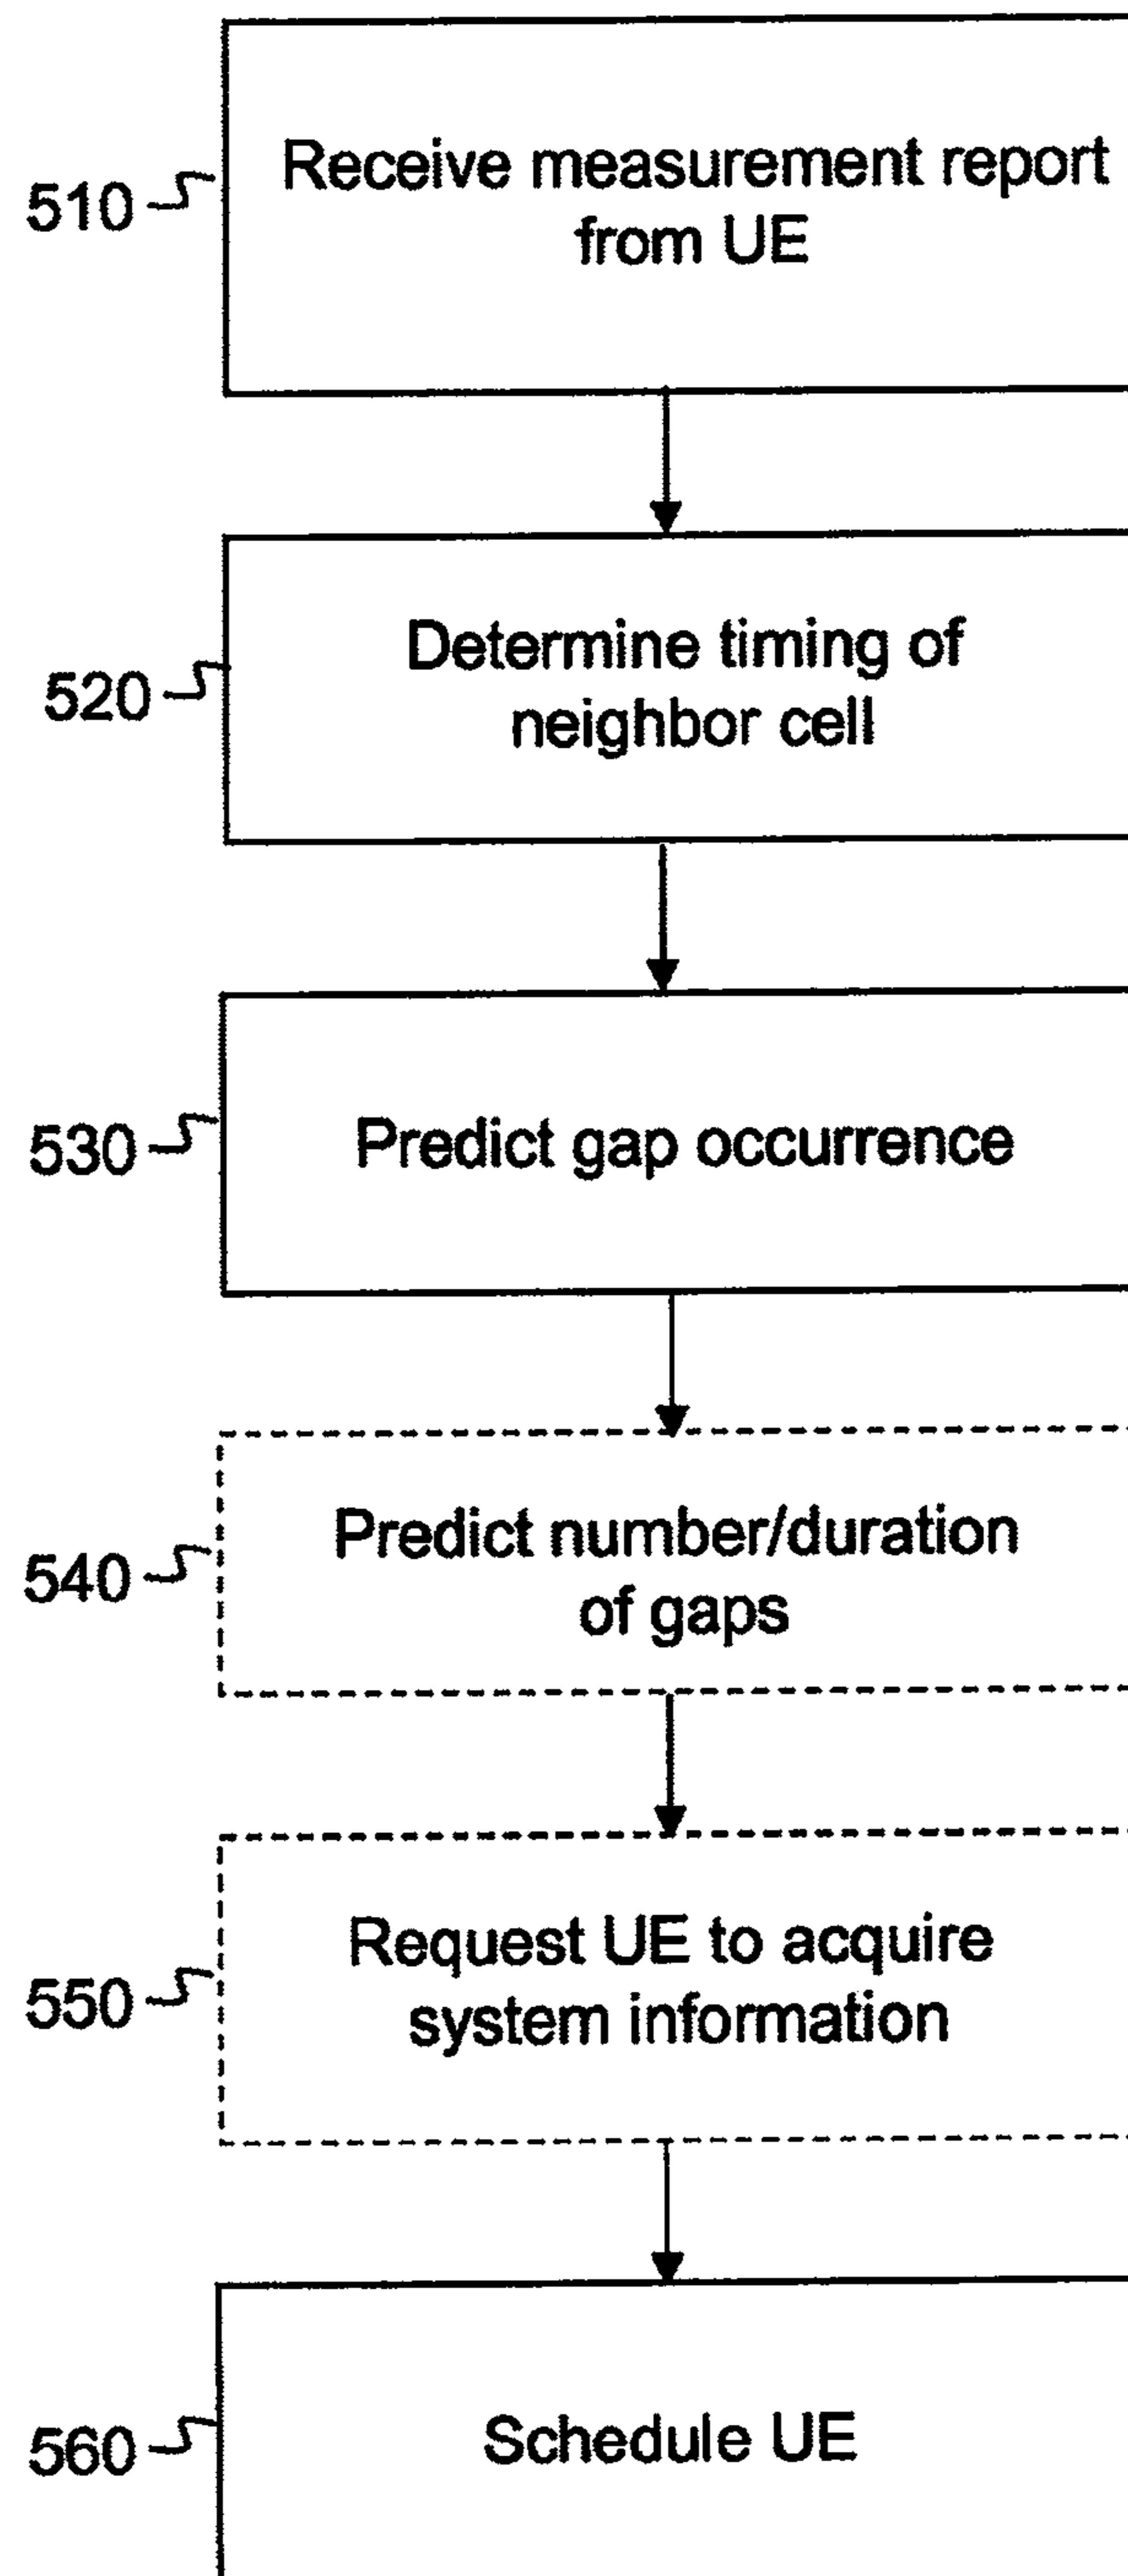 510
Receive measurement report
from UE
520
Determine timing of
neighbor cell
530
Predict gap occurrence
540
Predict number/duration
of gaps
550
Request UE to acquire
system information
560
Schedule UE